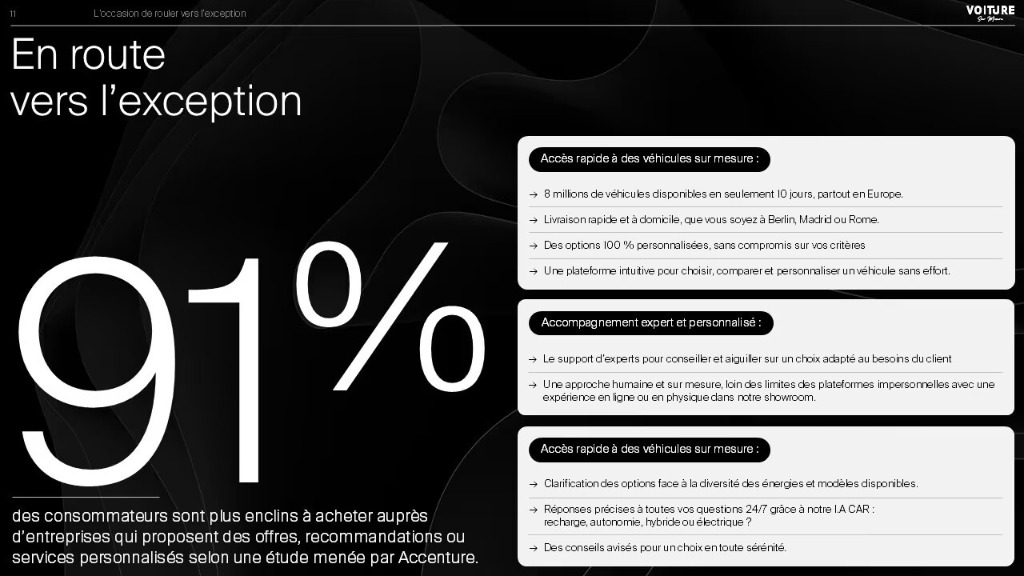 11
L'occasion de rouler vers l'exception
VOITURE
Sur Mesure
En route
vers l'exception
91%
des consommateurs sont plus enclins à acheter auprès
d'entreprises qui proposent des offres, recommandations ou
services personnalisés selon une étude menée par Accenture.
Accès rapide à des véhicules sur mesure :
→ 8 millions de véhicules disponibles en seulement 10 jours, partout en Europe.
→ Livraison rapide et à domicile, que vous soyez à Berlin, Madrid ou Rome.
→ Des options 100 % personnalisées, sans compromis sur vos critères
→ Une plateforme intuitive pour choisir, comparer et personnaliser un véhicule sans effort.
Accompagnement expert et personnalisé :
→ Le support d'experts pour conseiller et aiguiller sur un choix adapté au besoins du client
→ Une approche humaine et sur mesure, loin des limites des plateformes impersonnelles avec une
expérience en ligne ou en physique dans notre showroom.
Accès rapide à des véhicules sur mesure :
→ Clarification des options face à la diversité des énergies et modèles disponibles.
→ Réponses précises à toutes vos questions 24/7 grâce à notre I.A CAR :
recharge, autonomie, hybride ou électrique ?
→ Des conseils avisés pour un choix en toute sérénité.